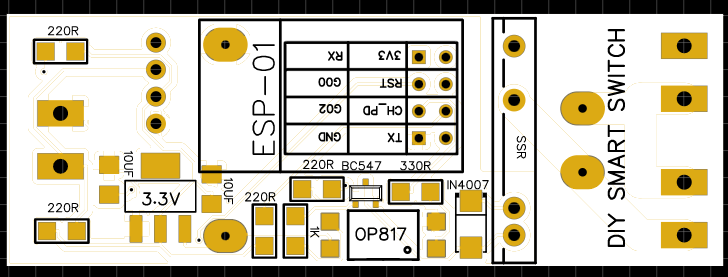 220R
ESP-01
RX
3V3
GO0
RST
GO2
CH_PD
GND
TX
SSR
DIY SMART SWITCH
10UF
3.3V
10UF
220R
220R
BC547
330R
IN4007
220R
1K
OP817